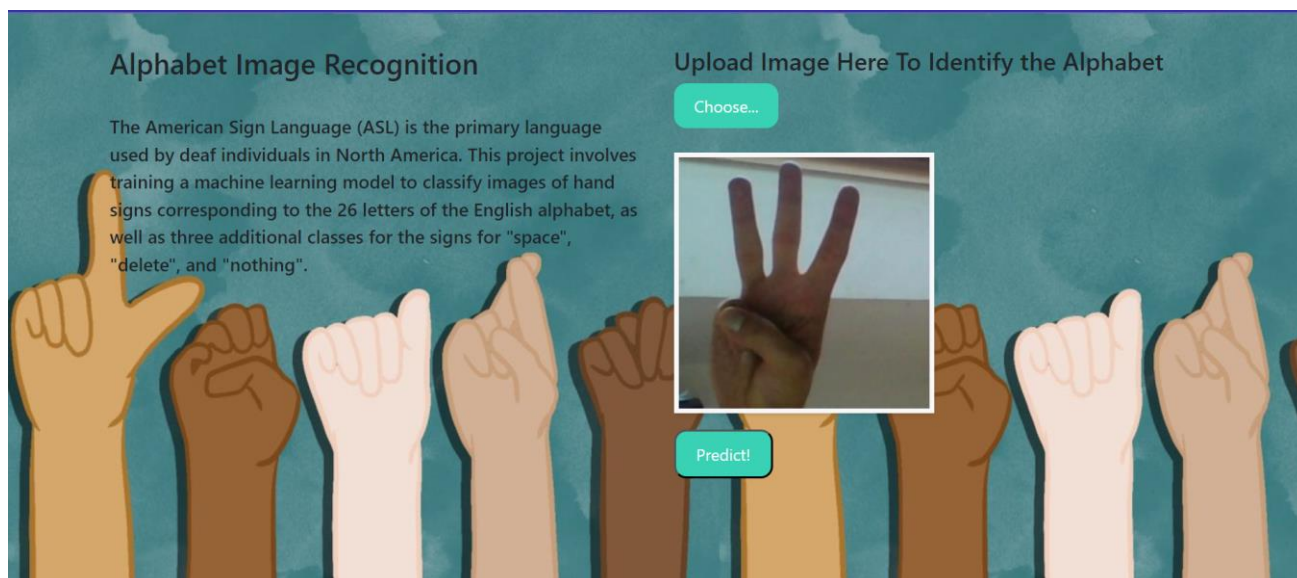 Alphabet Image Recognition
The American Sign Language (ASL) is the primary language
used by deaf individuals in North America. This project involves
training a machine learning model to classify images of hand
signs corresponding to the 26 letters of the English alphabet, as
well as three additional classes for the signs for "space",
"delete", and "nothing".
Upload Image Here To Identify the Alphabet
Choose...
Predict!